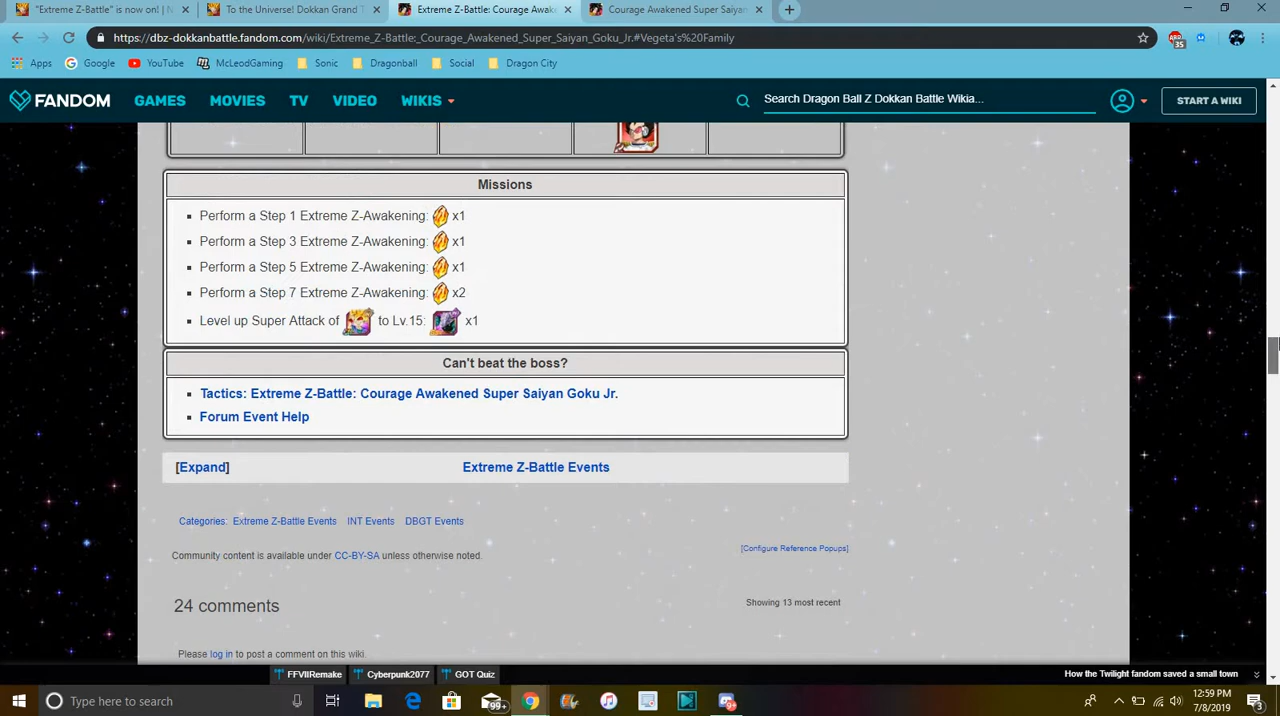 "Extreme Z-Battle" is now on! | N
To the Universe! Dokkan Grand T
Extreme Z-Battle: Courage Awake
Courage Awakened Super Saiyan
https://dbz-dokkanbattle.fandom.com/wiki/Extreme_Z-Battle:_Courage_Awakened_Super_Saiyan_Goku_Jr.#Vegeta's%20Family
35
Apps
Google
YouTube
McLeodGaming
Sonic
Dragonball
Social
Dragon City
FANDOM
GAMES
MOVIES
TV
VIDEO
WIKIS
Search Dragon Ball Z Dokkan Battle Wikia...
START A WIKI
Missions
Perform a Step 1 Extreme Z-Awakening: x1
Perform a Step 3 Extreme Z-Awakening: x1
Perform a Step 5 Extreme Z-Awakening: x1
Perform a Step 7 Extreme Z-Awakening: x2
Level up Super Attack of to Lv.15: x1
Can't beat the boss?
Tactics: Extreme Z-Battle: Courage Awakened Super Saiyan Goku Jr.
Forum Event Help
[Expand]
Extreme Z-Battle Events
Categories: Extreme Z-Battle Events INT Events DBGT Events
[Configure Reference Popups]
Community content is available under CC-BY-SA unless otherwise noted.
24 comments
Showing 13 most recent
Please log in to post a comment on this wiki.
FFVIIRemake
Cyberpunk2077
GOT Quiz
How the Twilight fandom saved a small town
Type here to search
99+
12:59 PM
7/8/2019
3